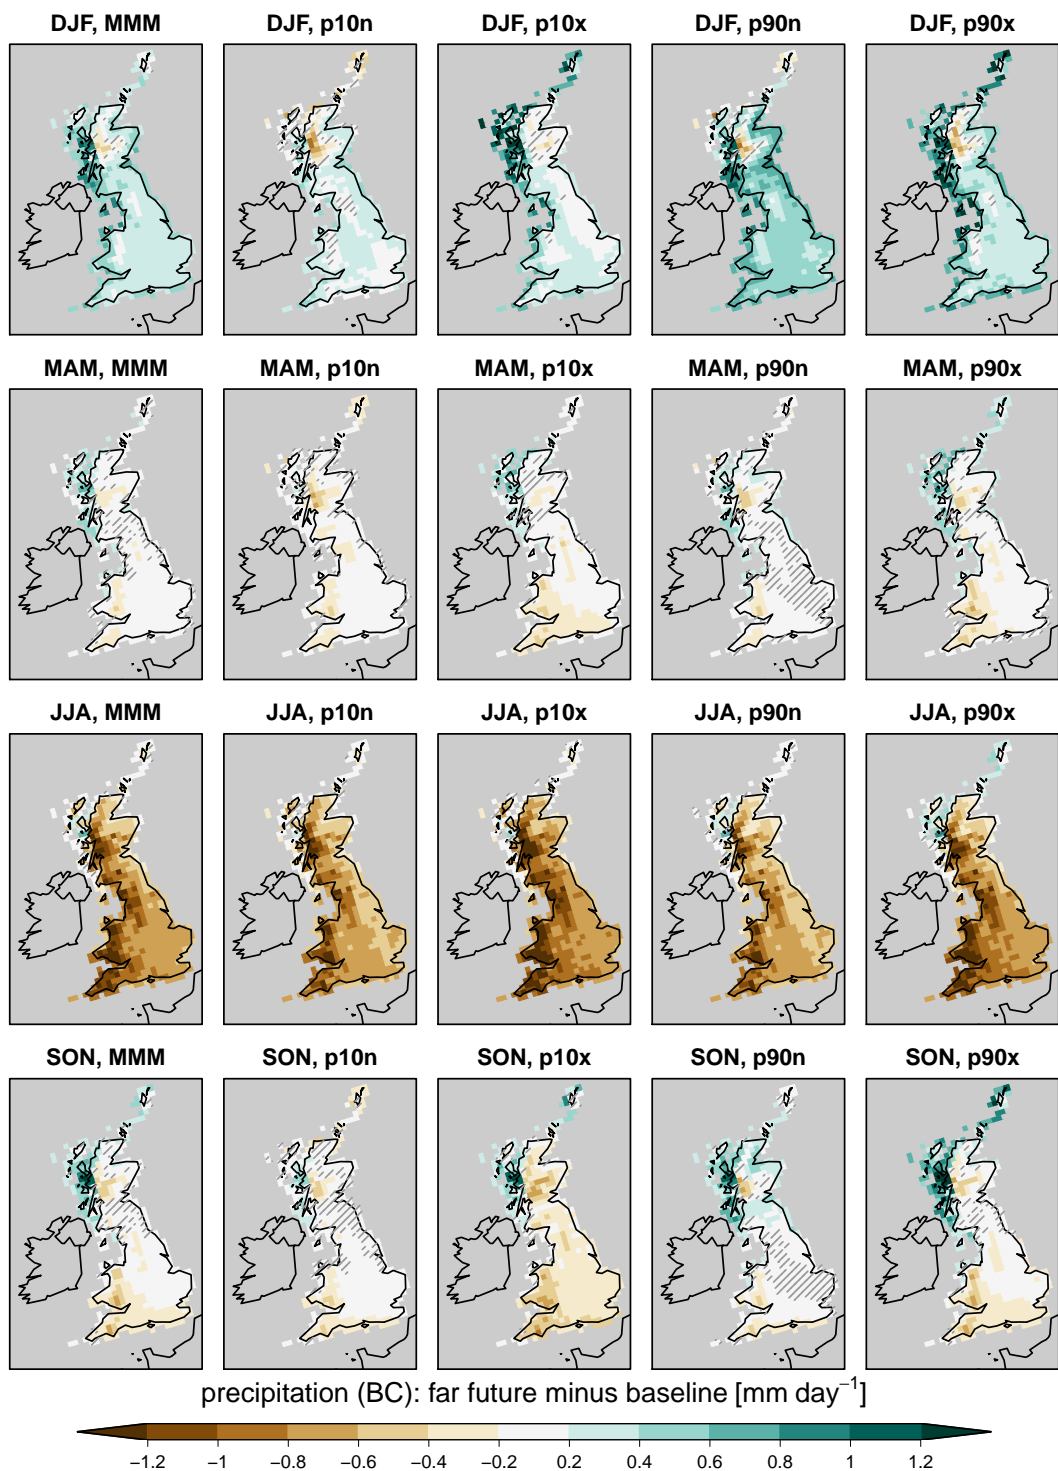 DJF, MMM DJF, p10n DJF, p10x DJF, p90n DJF, p90x
MAM, MMM MAM, p10n MAM, p10x MAM, p90n MAM, p90x
JJA, MMM JJA, p10n JJA, p10x JJA, p90n JJA, p90x
SON, MMM SON, p10n SON, p10x SON, p90n SON, p90x
precipitation (BC): far future minus baseline [mm day⁻¹]
−1.2 −1 −0.8 −0.6 −0.4 −0.2 0.2 0.4 0.6 0.8 1 1.2